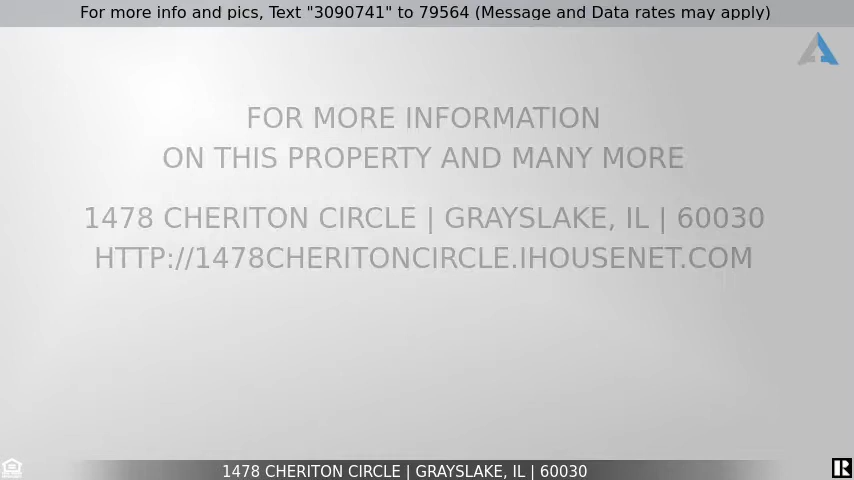 For more info and pics, Text "3090741" to 79564 (Message and Data rates may apply)
FOR MORE INFORMATION
ON THIS PROPERTY AND MANY MORE
1478 CHERITON CIRCLE | GRAYSLAKE, IL | 60030
HTTP://1478CHERITONCIRCLE.IHOUSENET.COM
1478 CHERITON CIRCLE | GRAYSLAKE, IL | 60030